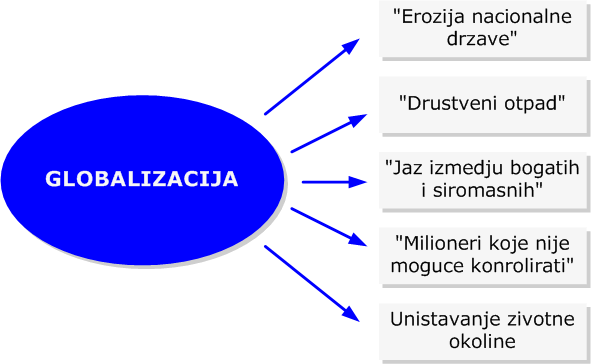 GLOBALIZACIJA
"Erozija nacionalne
drzave"
"Drustveni otpad"
"Jaz izmedju bogatih
i siromasnih"
"Milioneri koje nije
moguce konrolirati"
Unistavanje zivotne
okoline